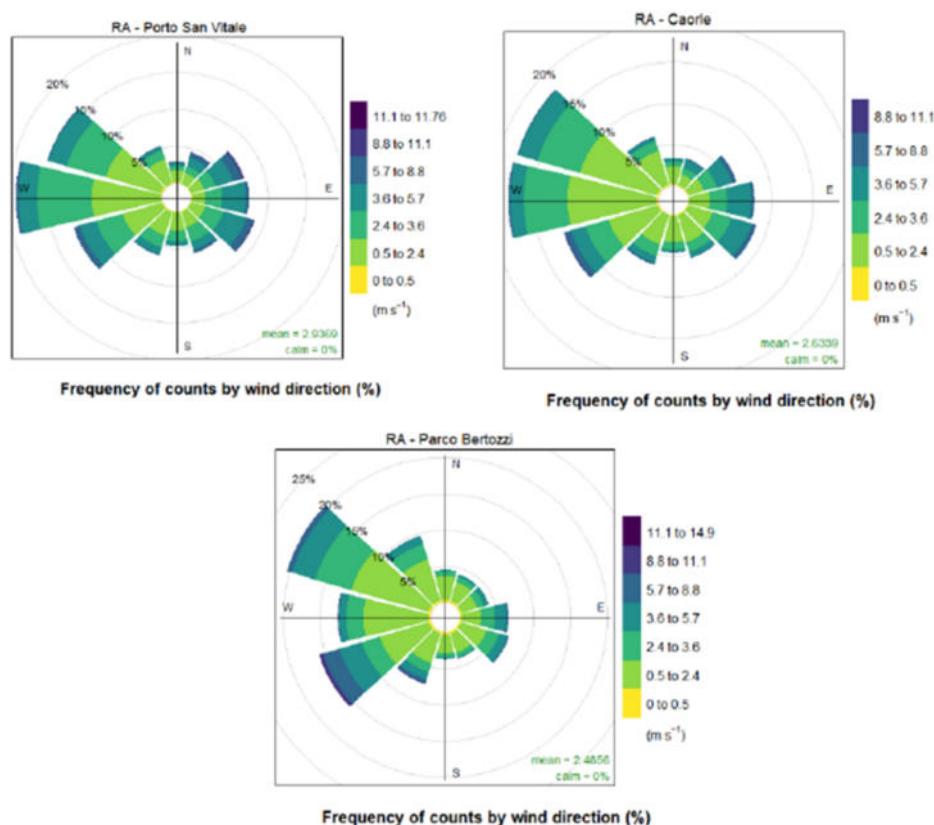 RA - Porto San Vitale
N
20%
15%
10%
5%
W
E
S
mean = 2.9369
calm = 0%
11.1 to 11.76
8.8 to 11.1
5.7 to 8.8
3.6 to 5.7
2.4 to 3.6
0.5 to 2.4
0 to 0.5
(m s⁻¹)
Frequency of counts by wind direction (%)
RA - Caorle
N
20%
15%
10%
5%
W
E
S
mean = 2.6339
calm = 0%
8.8 to 11.1
5.7 to 8.8
3.6 to 5.7
2.4 to 3.6
0.5 to 2.4
0 to 0.5
(m s⁻¹)
Frequency of counts by wind direction (%)
RA - Parco Bertozzi
N
25%
20%
15%
10%
5%
W
E
S
mean = 2.4856
calm = 0%
11.1 to 14.9
8.8 to 11.1
5.7 to 8.8
3.6 to 5.7
2.4 to 3.6
0.5 to 2.4
0 to 0.5
(m s⁻¹)
Frequency of counts by wind direction (%)